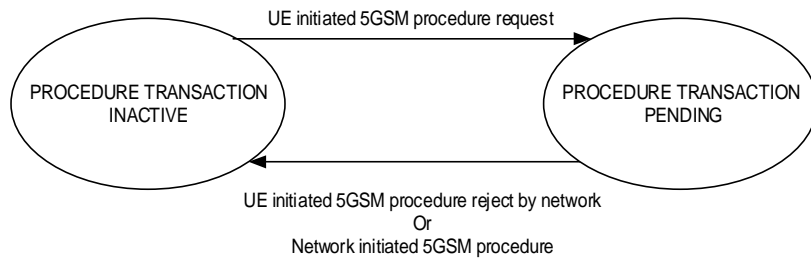 UE initiated 5GSM procedure request
PROCEDURE TRANSACTION
INACTIVE
PROCEDURE TRANSACTION
PENDING
UE initiated 5GSM procedure reject by network
Or
Network initiated 5GSM procedure